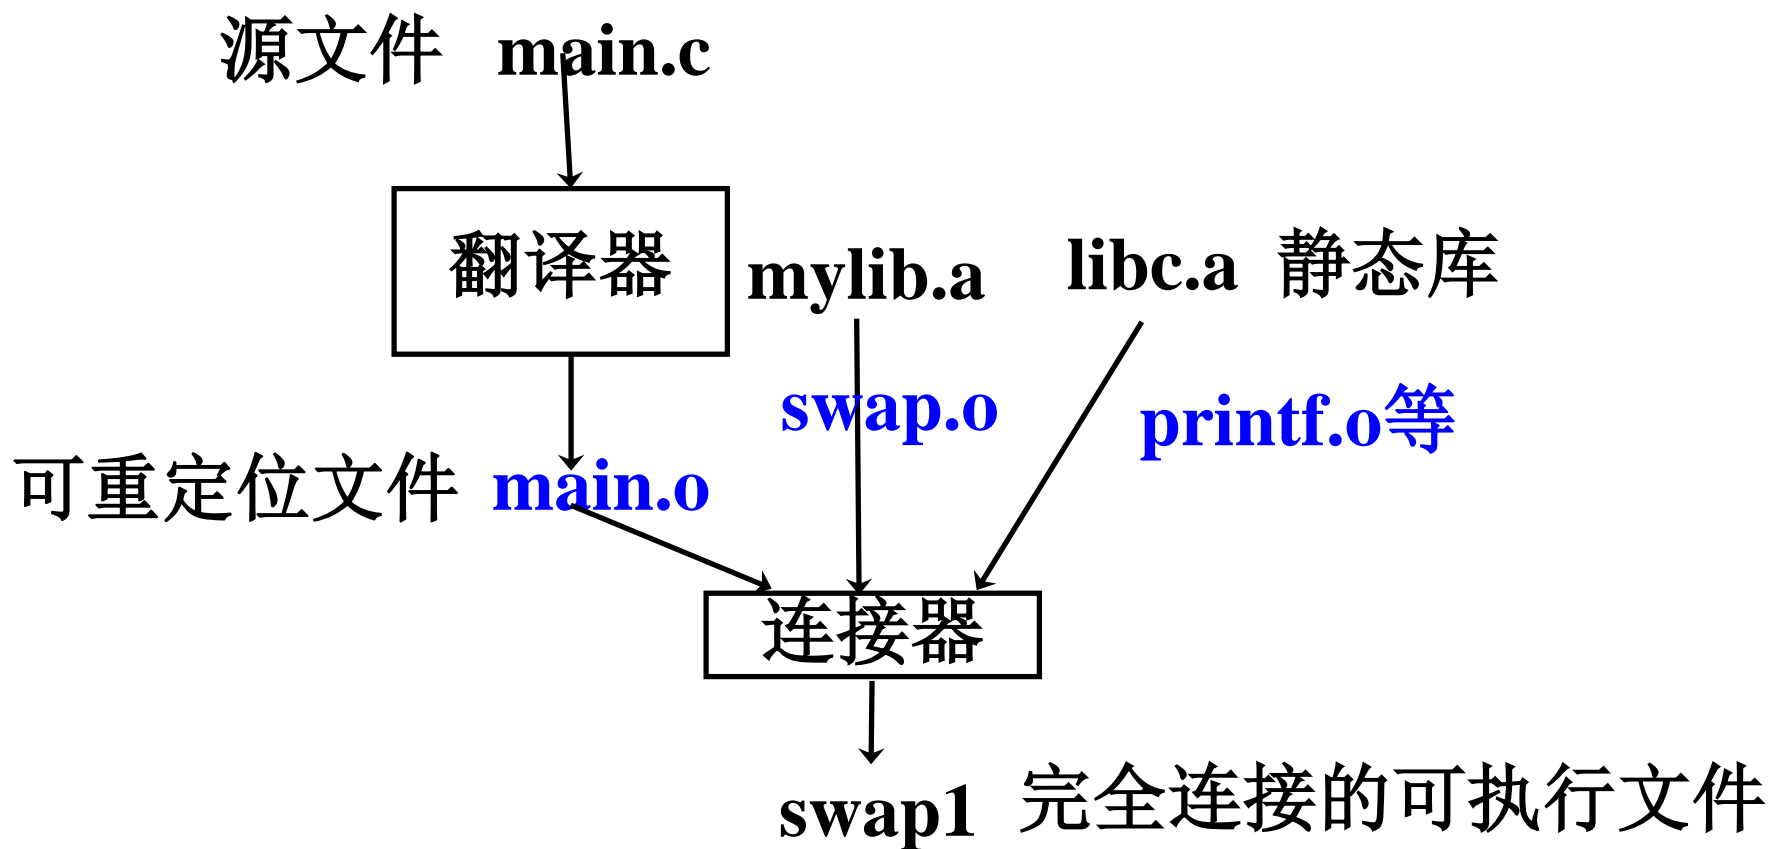 源文件 main.c
翻译器
mylib.a
libc.a 静态库
swap.o
printf.o等
可重定位文件 main.o
连接器
swap1 完全连接的可执行文件